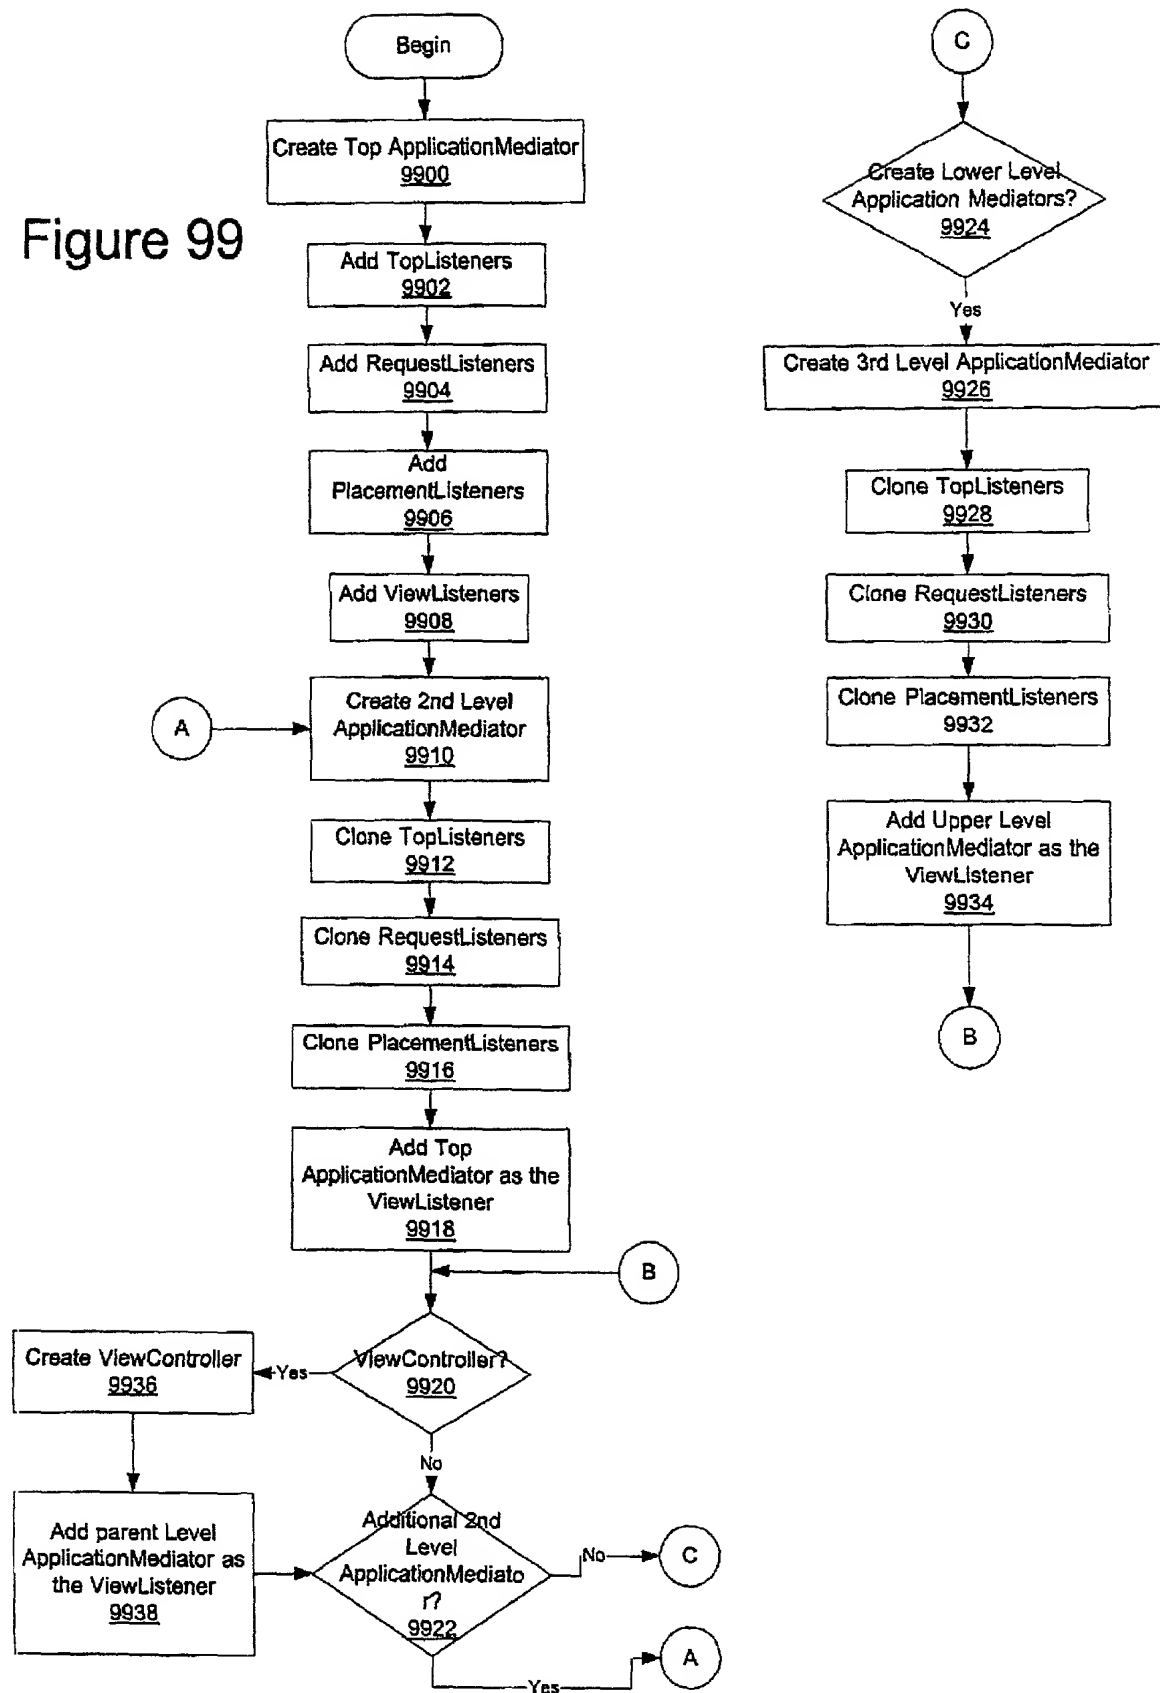 Figure 99
Begin
Create Top ApplicationMediator
9900
Add TopListeners
9902
Add RequestListeners
9904
Add
PlacementListeners
9906
Add ViewListeners
9908
A
Create 2nd Level
ApplicationMediator
9910
Clone TopListeners
9912
Clone RequestListeners
9914
Clone PlacementListeners
9916
Add Top
ApplicationMediator as the
ViewListener
9918
B
ViewController?
9920
Yes
Create ViewController
9936
Add parent Level
ApplicationMediator as
the ViewListener
9938
No
Additional 2nd
Level
ApplicationMediato
r?
9922
No
C
Yes
A
C
Create Lower Level
Application Mediators?
9924
Yes
Create 3rd Level ApplicationMediator
9926
Clone TopListeners
9928
Clone RequestListeners
9930
Clone PlacementListeners
9932
Add Upper Level
ApplicationMediator as the
ViewListener
9934
B